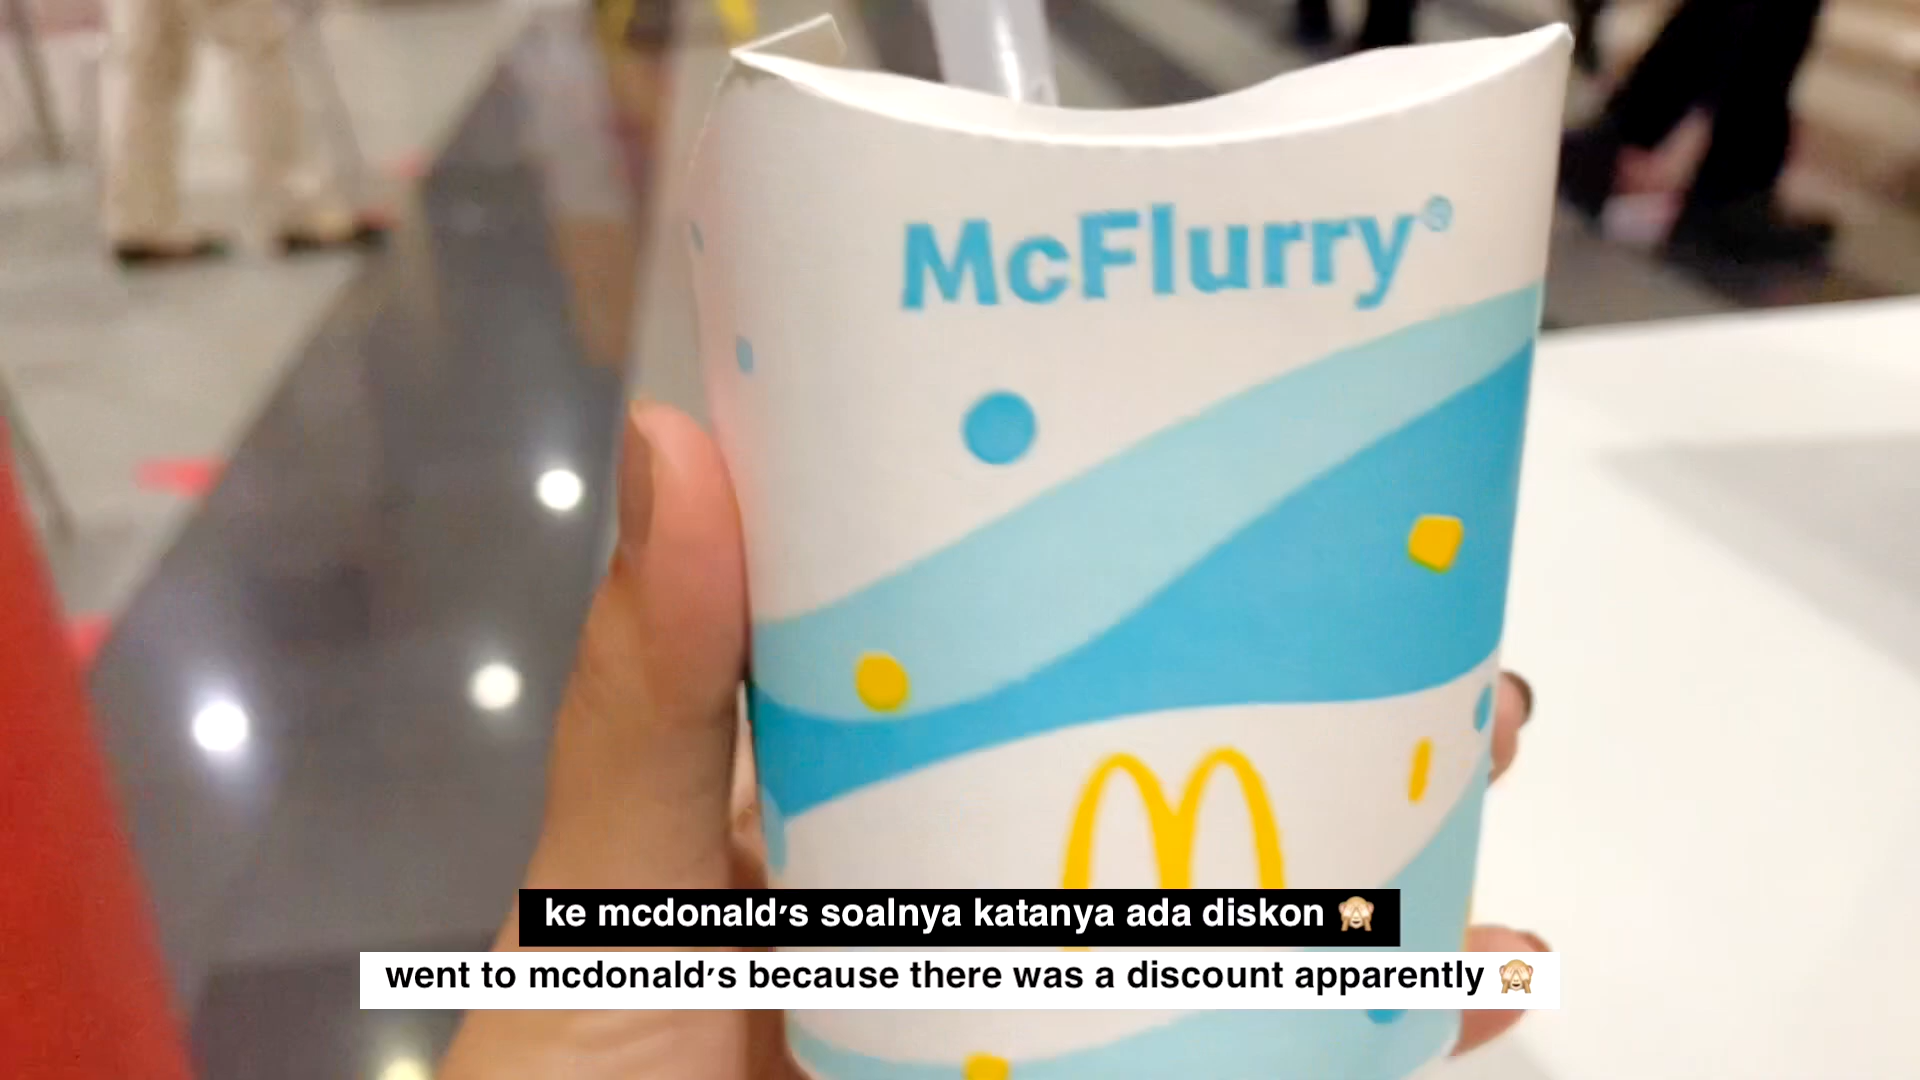 McFlurry®
ke mcdonald's soalnya katanya ada diskon 🙈
went to mcdonald's because there was a discount apparently 🙈